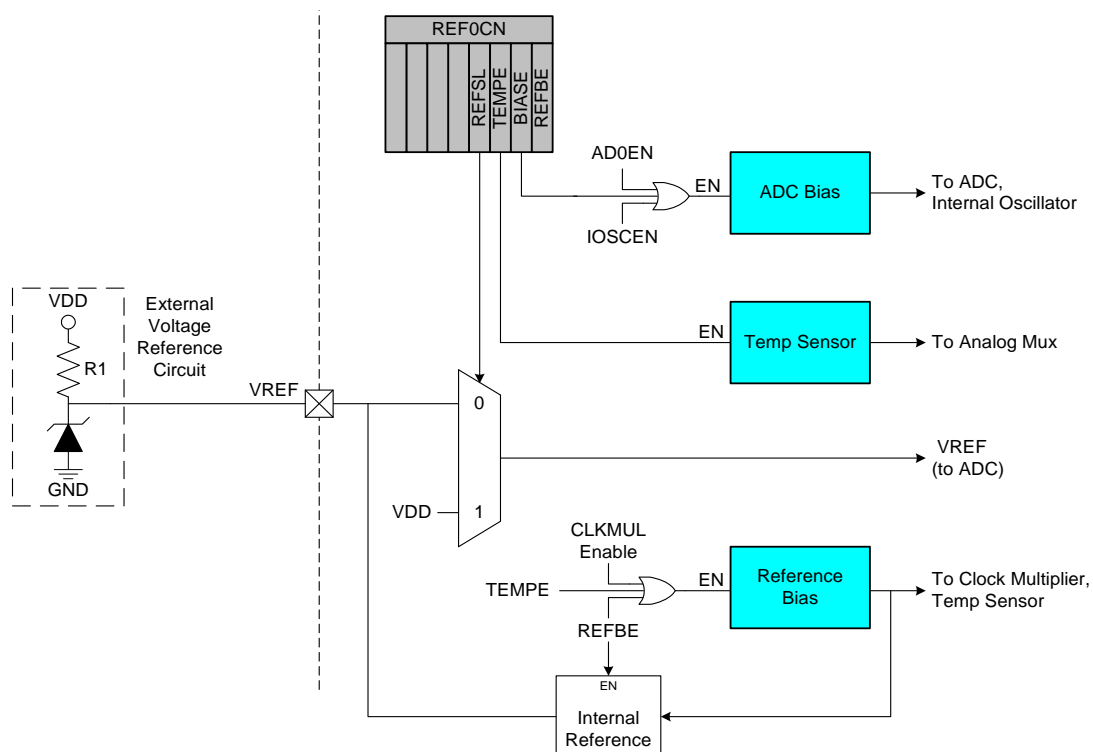 REF0CN
REFSL
TEMPE
BIASE
REFBE
AD0EN
EN
ADC Bias
To ADC,
Internal Oscillator
IOSCEN
VDD
External
Voltage
Reference
Circuit
R1
EN
Temp Sensor
To Analog Mux
VREF
0
GND
VREF
(to ADC)
VDD
1
CLKMUL
Enable
TEMPE
EN
Reference
Bias
To Clock Multiplier,
Temp Sensor
REFBE
EN
Internal
Reference